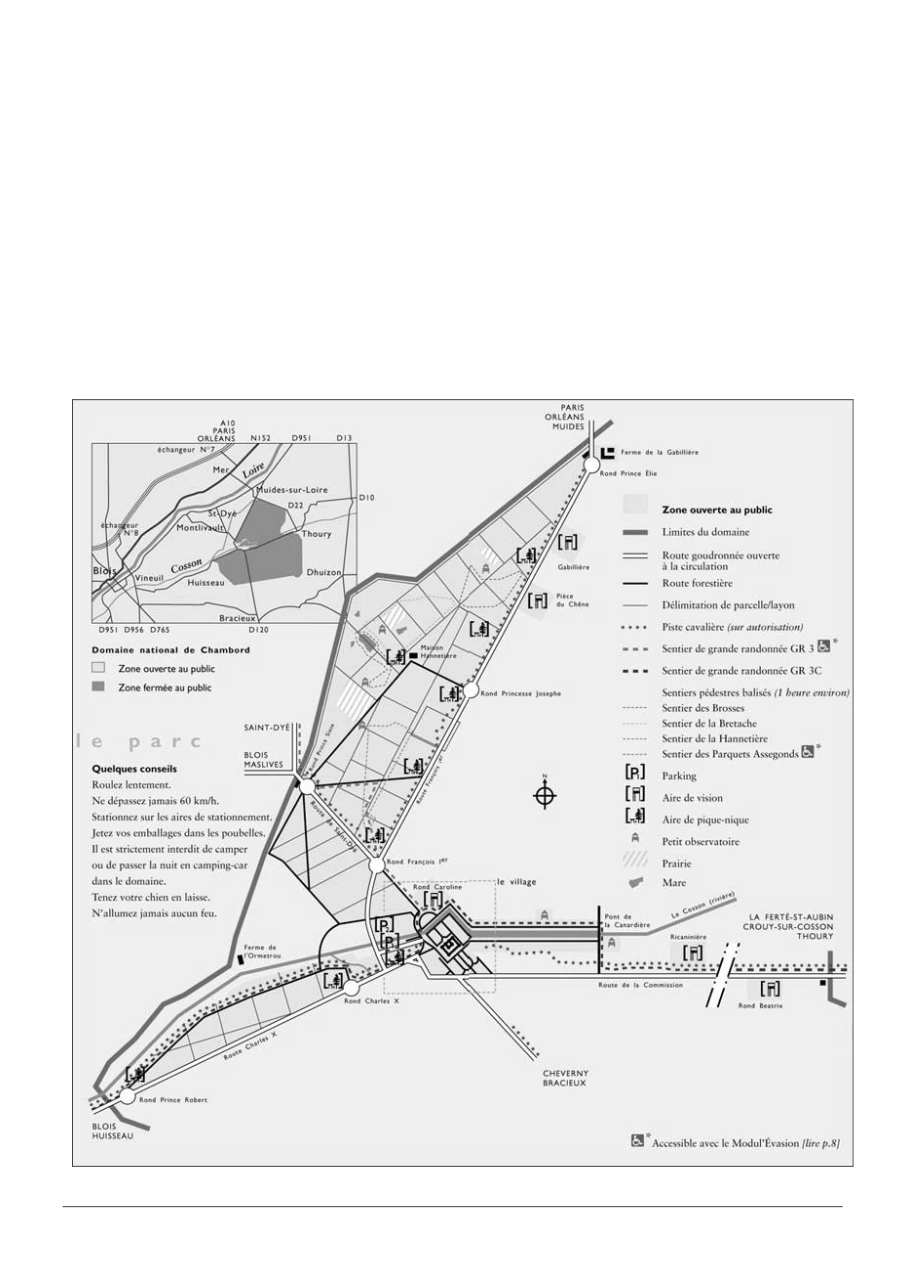 PARIS
ORLÉANS
MUIDES
A10
PARIS
ORLÉANS
N152
D951
D13
échangeur N°7
Mer
Loire
Muides-sur-Loire
D10
D22
St-Dyé
Montlivault
Thoury
échangeur
N°8
Cosson
Blois
Vineuil
Huisseau
Dhuizon
Bracieux
D951 D956 D765
D120
Domaine national de Chambord
Zone ouverte au public
Zone fermée au public
le parc
Quelques conseils
Roulez lentement.
Ne dépassez jamais 60 km/h.
Stationnez sur les aires de stationnement.
Jetez vos emballages dans les poubelles.
Il est strictement interdit de camper
ou de passer la nuit en camping-car
dans le domaine.
Tenez votre chien en laisse.
N'allumez jamais aucun feu.
SAINT-DYÉ
BLOIS
MASLIVES
Ferme de la Gabillière
Rond Prince Élie
Gabillière
Pièce
du Chêne
Maison
Hannetière
Rond Princesse Josephe
Rond Prince Sixte
Route François Ier
Route de Saint-Dyé
Rond François Ier
N
Zone ouverte au public
Limites du domaine
Route goudronnée ouverte
à la circulation
Route forestière
Délimitation de parcelle/layon
Piste cavalière (sur autorisation)
Sentier de grande randonnée GR 3 *
Sentier de grande randonnée GR 3C
Sentiers pédestres balisés (1 heure environ)
Sentier des Brosses
Sentier de la Bretache
Sentier de la Hannetière
Sentier des Parquets Assegonds *
P Parking
Aire de vision
Aire de pique-nique
Petit observatoire
Prairie
Mare
Rond Caroline
le village
P
P
Pont de
la Canardière
Le Cosson (rivière)
Ricaninière
LA FERTÉ-ST-AUBIN
CROUY-SUR-COSSON
THOURY
Route de la Commission
Rond Beatrix
Ferme de
l'Ormetrou
Rond Charles X
Route Charles X
Rond Prince Robert
BLOIS
HUISSEAU
CHEVERNY
BRACIEUX
* Accessible avec le Modul'Évasion [lire p.8]